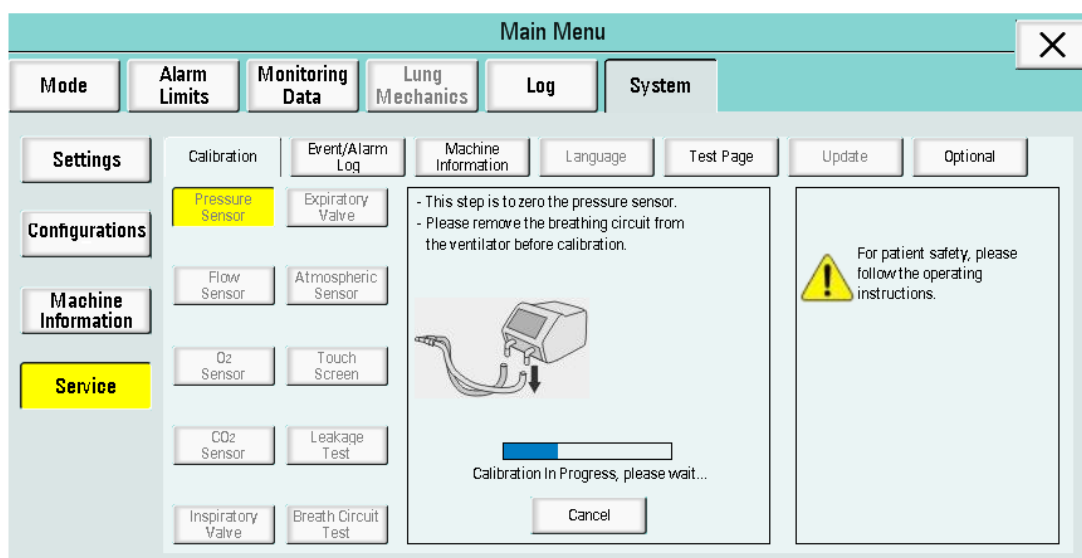 Main Menu
Mode
Alarm
Limits
Monitoring
Data
Lung
Mechanics
Log
System
Settings
Configurations
Machine
Information
Service
Calibration
Event/Alarm
Log
Machine
Information
Language
Test Page
Update
Optional
Pressure
Sensor
Expiratory
Valve
Flow
Sensor
Atmospheric
Sensor
O2
Sensor
Touch
Screen
CO2
Sensor
Leakage
Test
Inspiratory
Valve
Breath Circuit
Test
- This step is to zero the pressure sensor.
- Please remove the breathing circuit from
the ventilator before calibration.
Calibration In Progress, please wait...
Cancel
For patient safety, please
follow the operating
instructions.